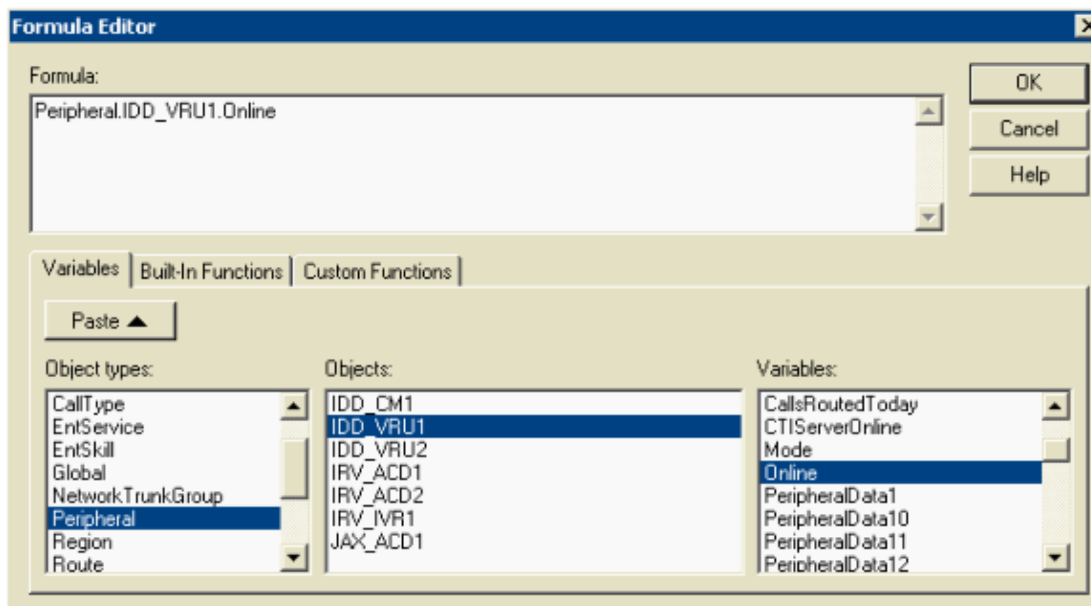 Formula Editor
Formula:
Peripheral.IDD_VRU1.Online
OK
Cancel
Help
Variables
Built-In Functions
Custom Functions
Paste
Object types:
CallType
EntService
EntSkill
Global
NetworkTrunkGroup
Peripheral
Region
Route
Objects:
IDD_CM1
IDD_VRU1
IDD_VRU2
IRV_ACD1
IRV_ACD2
IRV_IVR1
JAX_ACD1
Variables:
CallsRoutedToday
CTIServerOnline
Mode
Online
PeripheralData1
PeripheralData10
PeripheralData11
PeripheralData12